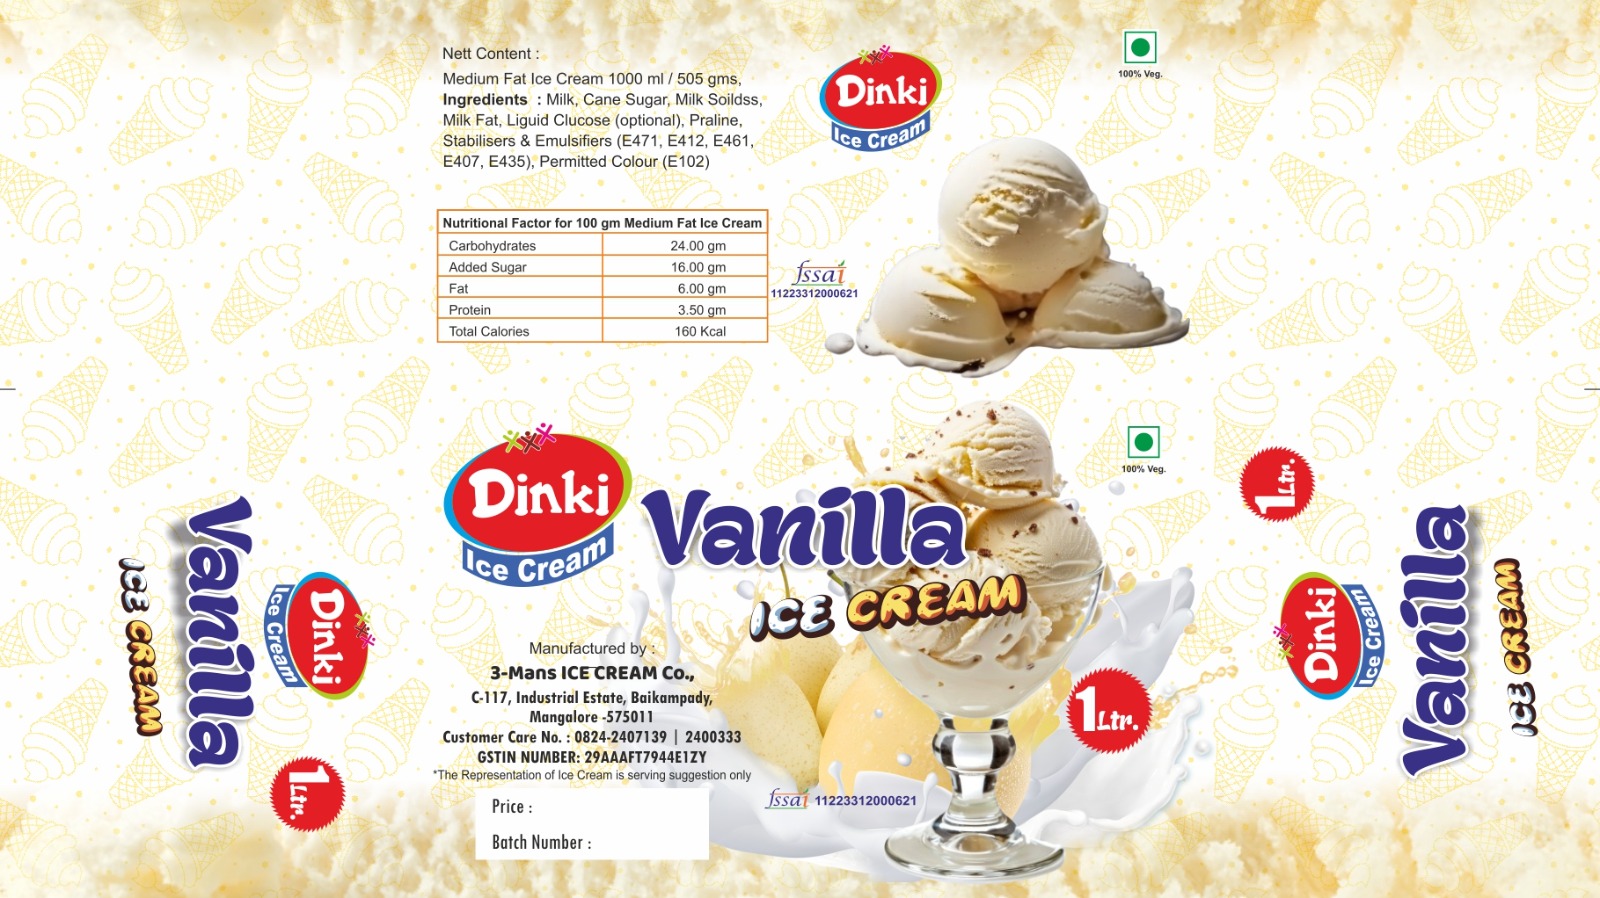 Nett Content :
Medium Fat Ice Cream 1000 ml / 505 gms,
Ingredients : Milk, Cane Sugar, Milk Soildss,
Milk Fat, Liguid Clucose (optional), Praline,
Stabilisers & Emulsifiers (E471, E412, E461,
E407, E435), Permitted Colour (E102)
Nutritional Factor for 100 gm Medium Fat Ice Cream
Carbohydrates 24.00 gm
Added Sugar 16.00 gm
Fat 6.00 gm
Protein 3.50 gm
Total Calories 160 Kcal
Dinki
Ice Cream
100% Veg.
fssai
11223312000621
Dinki
Ice Cream
Vanilla
ICE CREAM
100% Veg.
1 Ltr.
Manufactured by :
3-Mans ICE CREAM Co.,
C-117, Industrial Estate, Baikampady,
Mangalore -575011
Customer Care No. : 0824-2407139 | 2400333
GSTIN NUMBER: 29AAAFT7944E1ZY
*The Representation of Ice Cream is serving suggestion only
Price :
Batch Number :
fssai 11223312000621
Dinki
Ice Cream
Vanilla
ICE CREAM
1 Ltr.
1 Ltr.
Dinki
Ice Cream
Vanilla
ICE CREAM